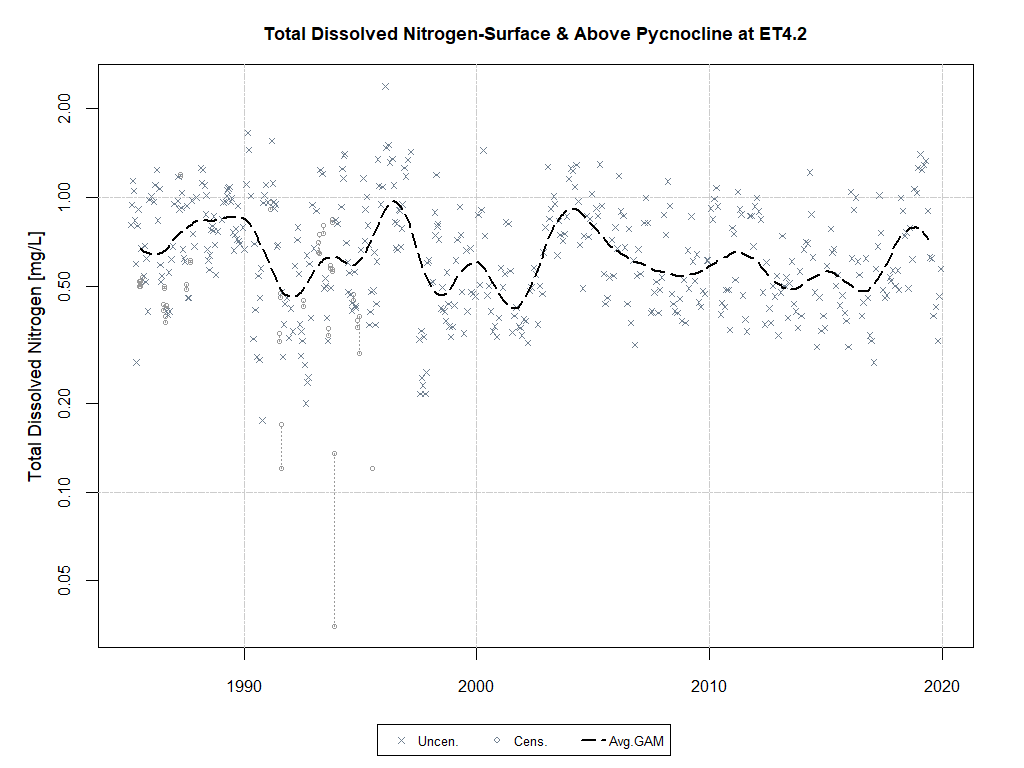 Total Dissolved Nitrogen-Surface & Above Pycnocline at ET4.2
Total Dissolved Nitrogen [mg/L]
2.00
1.00
0.50
0.20
0.10
0.05
1990 2000 2010 2020
Uncen. Cens. Avg.GAM